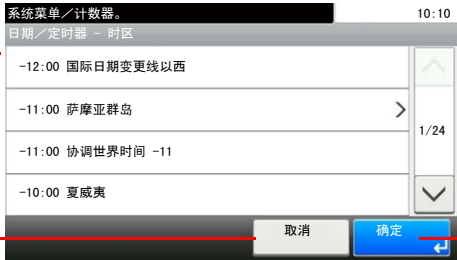 系统菜单／计数器。 10:10
日期／定时器 - 时区
-12:00 国际日期变更线以西
-11:00 萨摩亚群岛
1/24
-11:00 协调世界时间 -11
-10:00 夏威夷
取消 确定